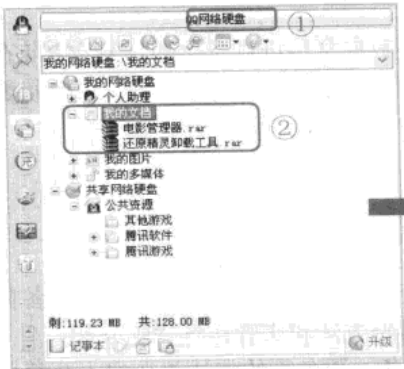 QQ网络硬盘
①
我的网络硬盘:\我的文档
我的网络硬盘
个人助理
我的文档
电影管理器.rar
还原精灵卸载工具.rar
②
我的图片
我的多媒体
共享网络硬盘
公共资源
其他游戏
腾讯软件
腾讯游戏
剩:119.23 MB 共:128.00 MB
记事本
升级